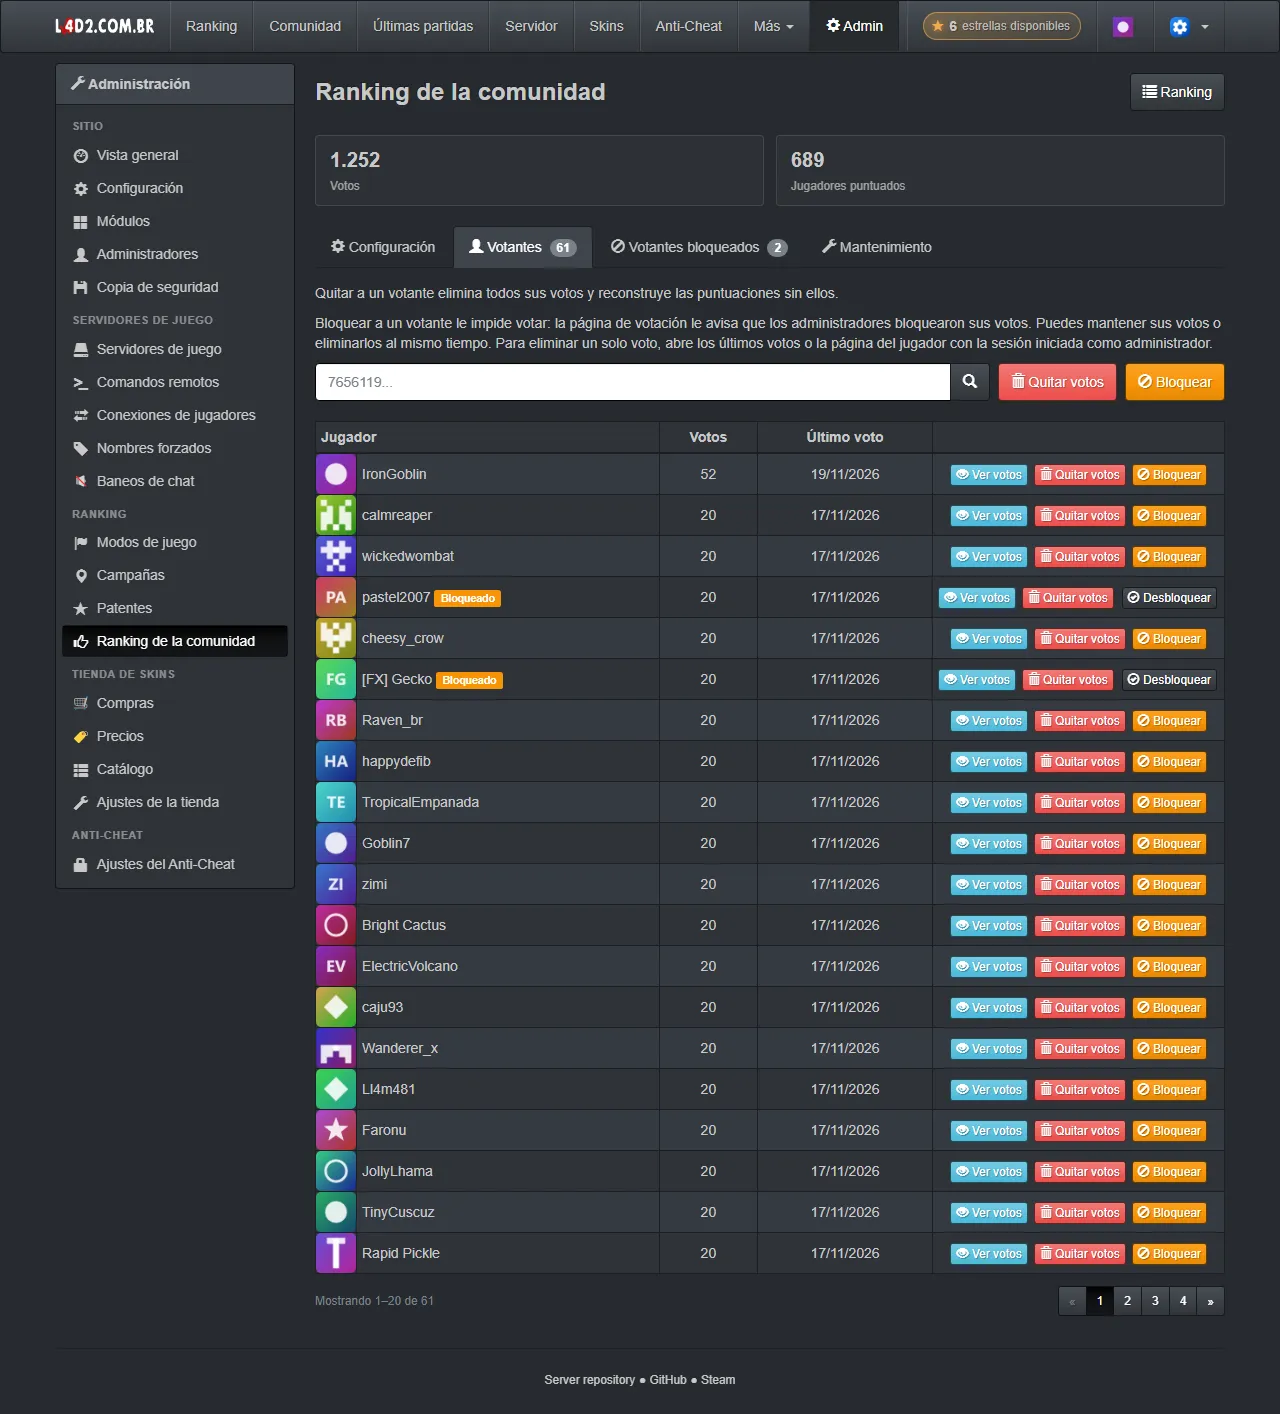 L4D2.COM.BR Ranking Comunidad Últimas partidas Servidor Skins Anti-Cheat Más Admin 6 estrellas disponibles
Administración
SITIO
Vista general
Configuración
Módulos
Administradores
Copia de seguridad
SERVIDORES DE JUEGO
Servidores de juego
Comandos remotos
Conexiones de jugadores
Nombres forzados
Baneos de chat
RANKING
Modos de juego
Campañas
Patentes
Ranking de la comunidad
TIENDA DE SKINS
Compras
Precios
Catálogo
Ajustes de la tienda
ANTI-CHEAT
Ajustes del Anti-Cheat
Ranking de la comunidad
Ranking
1.252
Votos
689
Jugadores puntuados
Configuración Votantes 61 Votantes bloqueados 2 Mantenimiento
Quitar a un votante elimina todos sus votos y reconstruye las puntuaciones sin ellos.
Bloquear a un votante le impide votar: la página de votación le avisa que los administradores bloquearon sus votos. Puedes mantener sus votos o
eliminarlos al mismo tiempo. Para eliminar un solo voto, abre los últimos votos o la página del jugador con la sesión iniciada como administrador.
7656119... Quitar votos Bloquear
Jugador Votos Último voto
IronGoblin 52 19/11/2026 Ver votos Quitar votos Bloquear
calmreaper 20 17/11/2026 Ver votos Quitar votos Bloquear
wickedwombat 20 17/11/2026 Ver votos Quitar votos Bloquear
PA pastel2007 Bloqueado 20 17/11/2026 Ver votos Quitar votos Desbloquear
cheesy_crow 20 17/11/2026 Ver votos Quitar votos Bloquear
FG [FX] Gecko Bloqueado 20 17/11/2026 Ver votos Quitar votos Desbloquear
RB Raven_br 20 17/11/2026 Ver votos Quitar votos Bloquear
HA happydefib 20 17/11/2026 Ver votos Quitar votos Bloquear
TE TropicalEmpanada 20 17/11/2026 Ver votos Quitar votos Bloquear
Goblin7 20 17/11/2026 Ver votos Quitar votos Bloquear
ZI zimi 20 17/11/2026 Ver votos Quitar votos Bloquear
Bright Cactus 20 17/11/2026 Ver votos Quitar votos Bloquear
EV ElectricVolcano 20 17/11/2026 Ver votos Quitar votos Bloquear
caju93 20 17/11/2026 Ver votos Quitar votos Bloquear
Wanderer_x 20 17/11/2026 Ver votos Quitar votos Bloquear
Ll4m481 20 17/11/2026 Ver votos Quitar votos Bloquear
Faronu 20 17/11/2026 Ver votos Quitar votos Bloquear
JollyLhama 20 17/11/2026 Ver votos Quitar votos Bloquear
TinyCuscuz 20 17/11/2026 Ver votos Quitar votos Bloquear
T Rapid Pickle 20 17/11/2026 Ver votos Quitar votos Bloquear
Mostrando 1–20 de 61 « 1 2 3 4 »
Server repository ● GitHub ● Steam